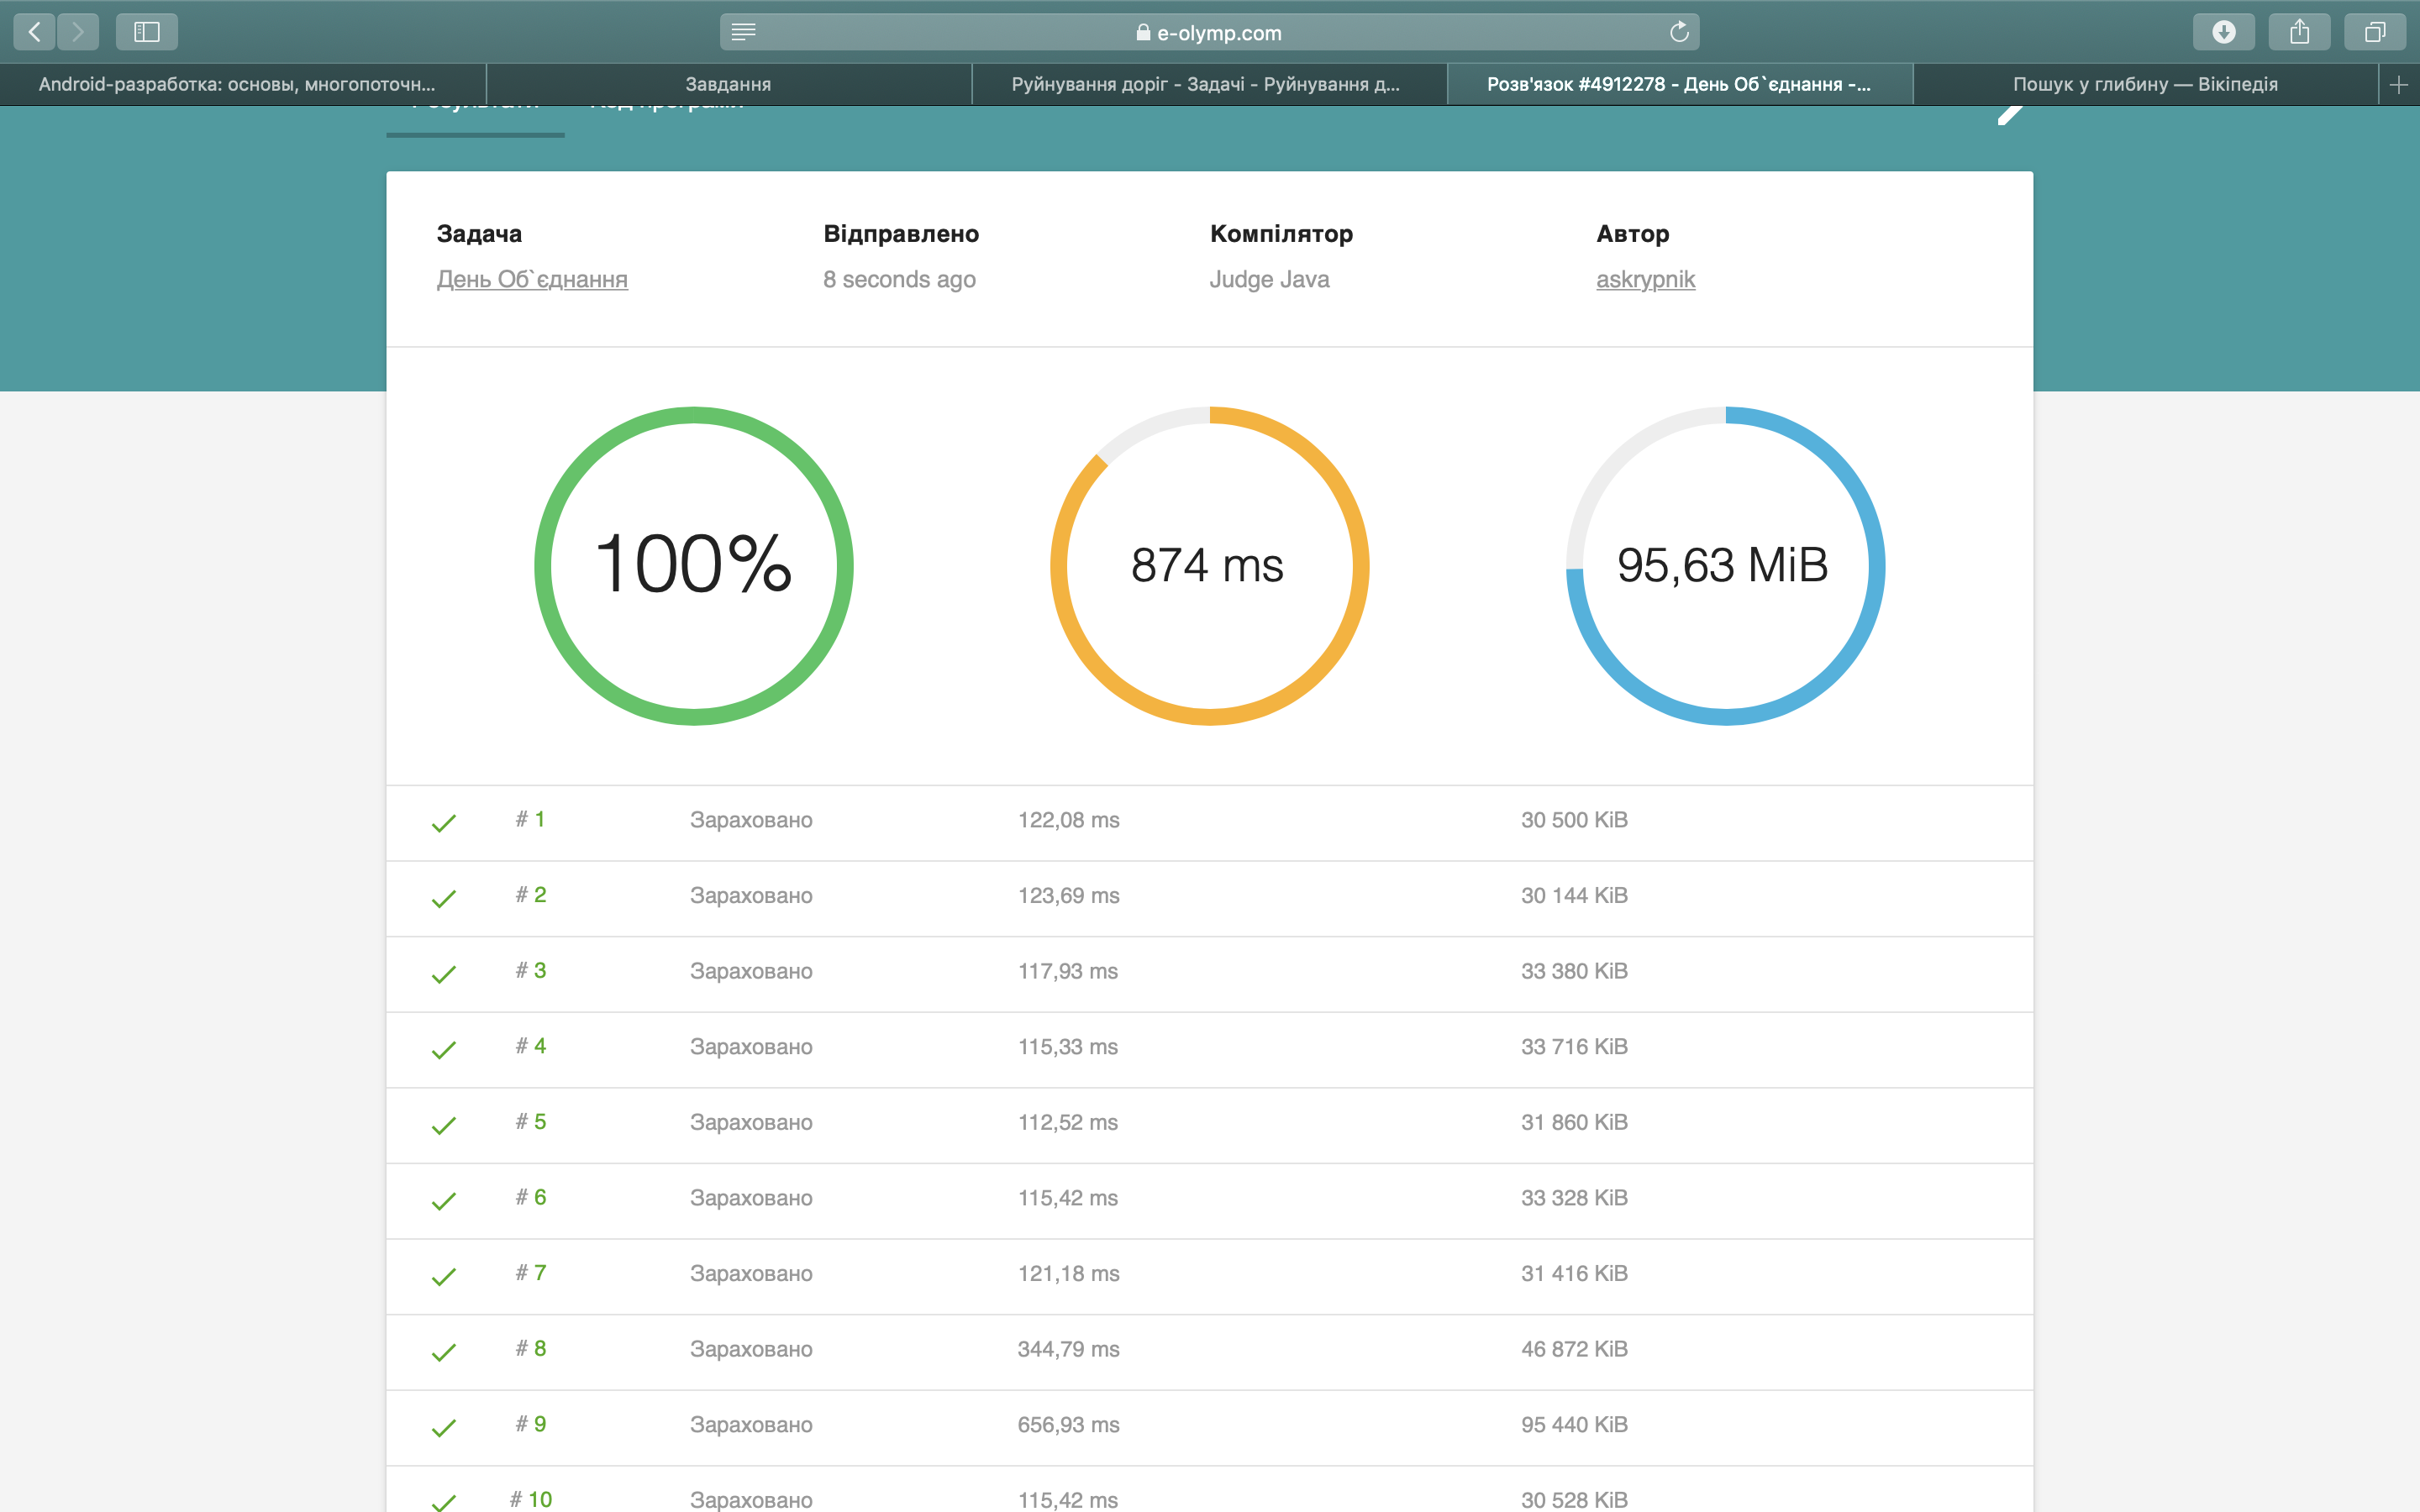 e-olymp.com
Android-разработка: основы, многопоточн...
Завдання
Руйнування доріг - Задачі - Руйнування д...
Розв'язок #4912278 - День Об`єднання -...
Пошук у глибину — Вікіпедія
Результати Код програми
Задача Відправлено Компілятор Автор
День Об`єднання 8 seconds ago Judge Java askrypnik
100% 874 ms 95,63 MiB
# 1 Зараховано 122,08 ms 30 500 KiB
# 2 Зараховано 123,69 ms 30 144 KiB
# 3 Зараховано 117,93 ms 33 380 KiB
# 4 Зараховано 115,33 ms 33 716 KiB
# 5 Зараховано 112,52 ms 31 860 KiB
# 6 Зараховано 115,42 ms 33 328 KiB
# 7 Зараховано 121,18 ms 31 416 KiB
# 8 Зараховано 344,79 ms 46 872 KiB
# 9 Зараховано 656,93 ms 95 440 KiB
# 10 Зараховано 115,42 ms 30 528 KiB